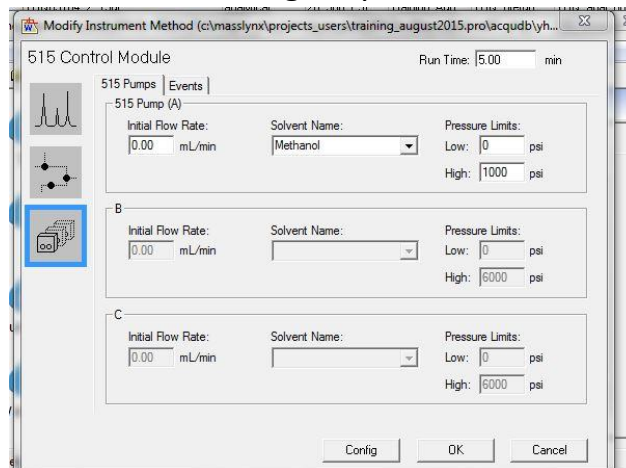 Modify Instrument Method (c:\masslynx\projects_users\training_august2015.pro\acqudb\yh...
515 Control Module
Run Time: 5.00 min
515 Pumps Events
515 Pump (A)
Initial Flow Rate: Solvent Name: Pressure Limits:
0.00 mL/min Methanol Low: 0 psi
High: 1000 psi
B
Initial Flow Rate: Solvent Name: Pressure Limits:
0.00 mL/min Low: 0 psi
High: 6000 psi
C
Initial Flow Rate: Solvent Name: Pressure Limits:
0.00 mL/min Low: 0 psi
High: 6000 psi
Config OK Cancel